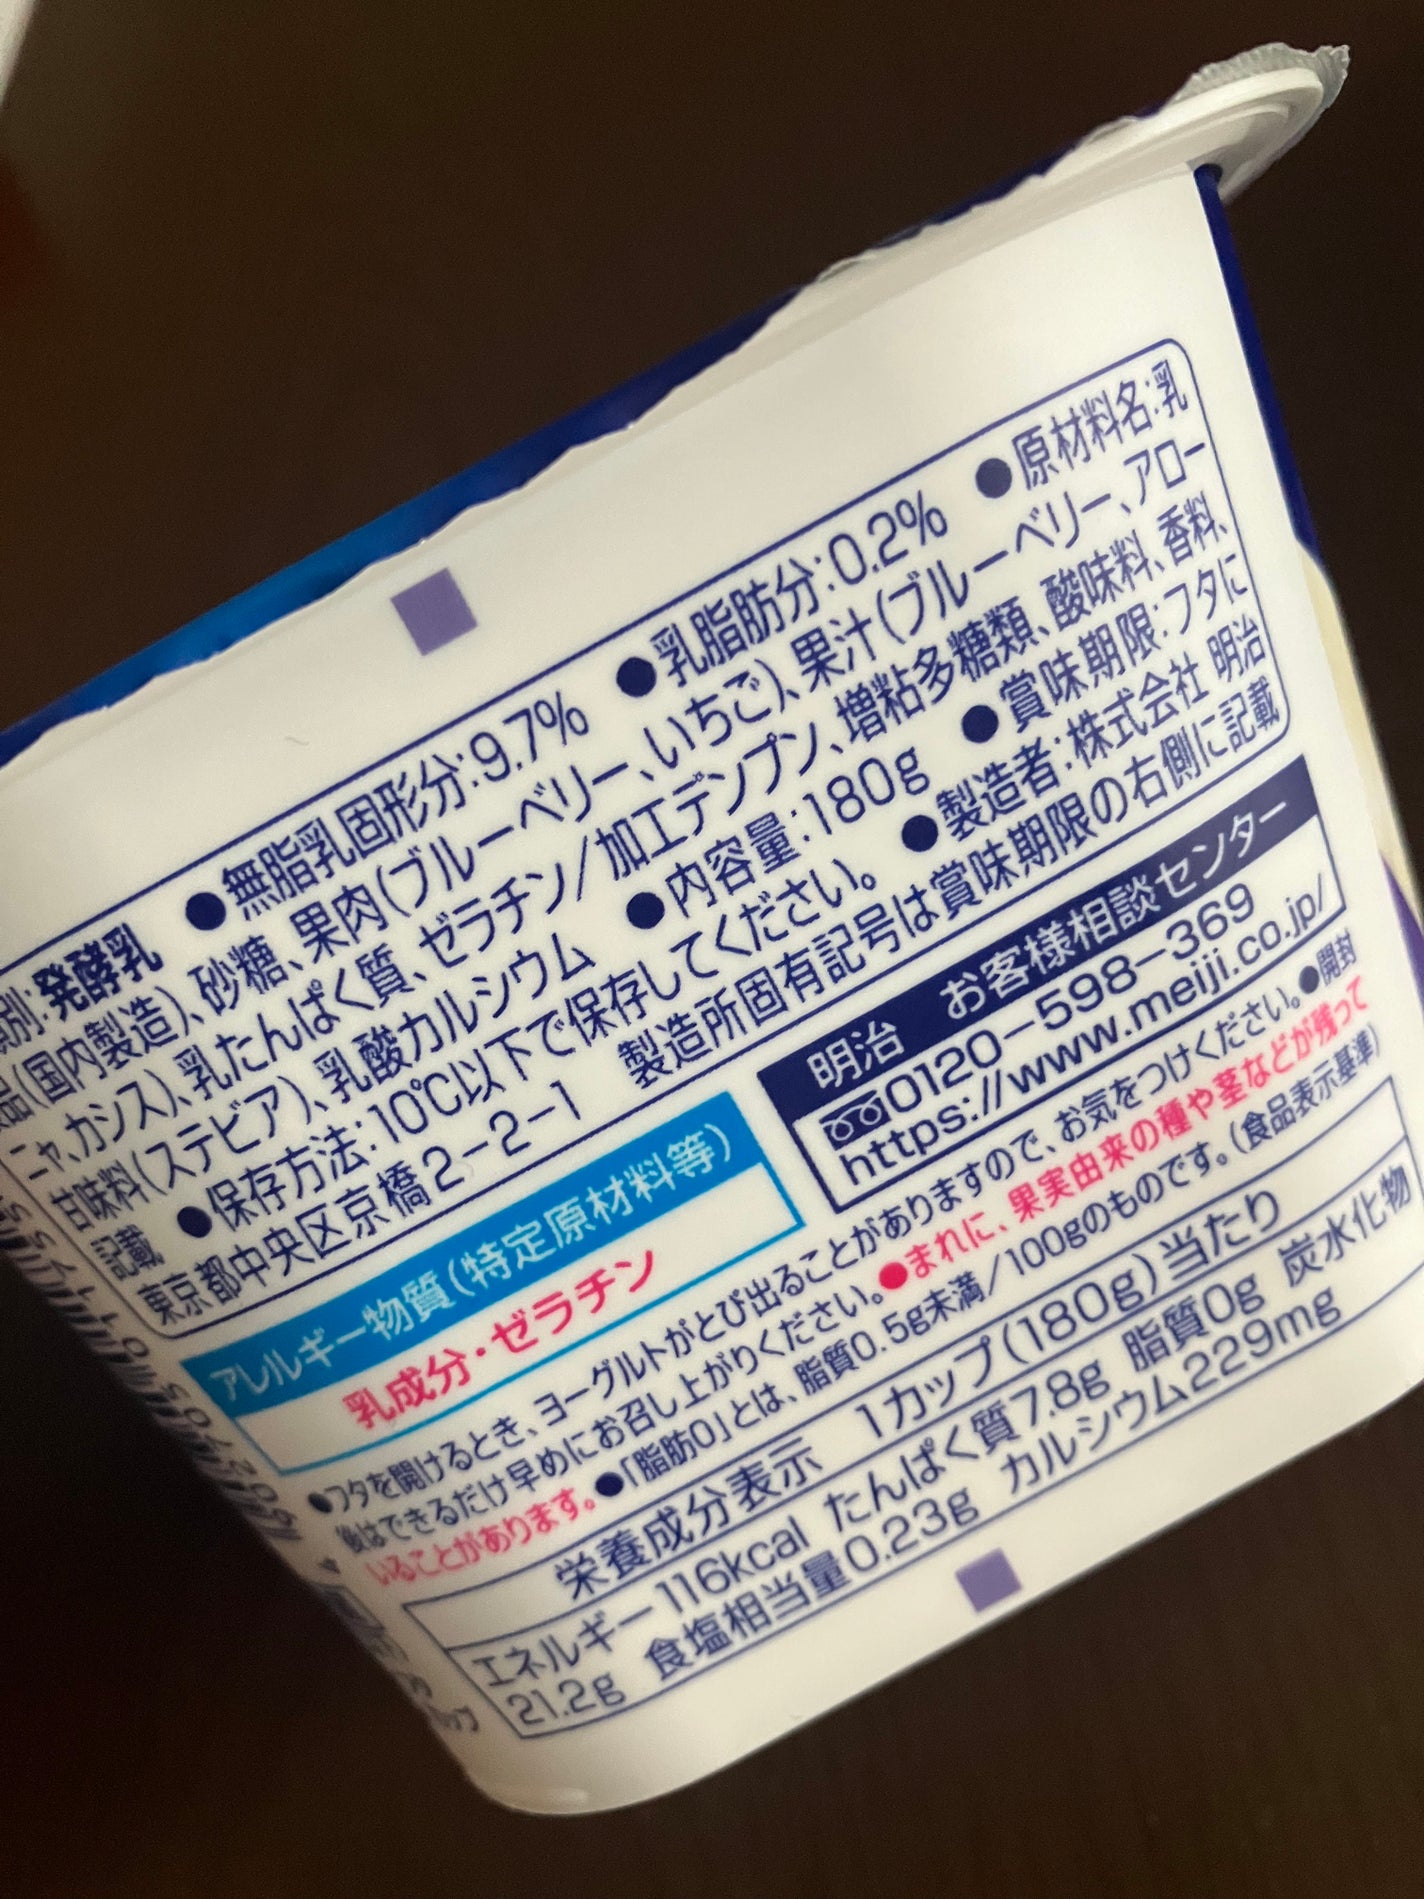 別:発酵乳 ●無脂乳固形分:9.7% ●乳脂肪分:0.2% ●原材料名:乳
品(国内製造)、砂糖、果肉(ブルーベリー、いちご)、果汁(ブルーベリー、アロー
ニャ、カシス)、乳たんぱく質、ゼラチン/加工デンプン、増粘多糖類、酸味料、香料、
甘味料(ステビア)、乳酸カルシウム ●内容量:180g ●賞味期限:フタに
記載 ●保存方法:10℃以下で保存してください。 ●製造者:株式会社 明治
東京都中央区京橋2-2-1 製造所固有記号は賞味期限の右側に記載
アレルギー物質(特定原材料等)
乳成分・ゼラチン
明治 お客様相談センター
0120-598-369
https://www.meiji.co.jp/
●フタを開けるとき、ヨーグルトがとび出ることがありますので、お気をつけください。●開封
後はできるだけ早めにお召し上がりください。●まれに、果実由来の種や茎などが残って
いることがあります。●「脂肪0」とは、脂質0.5g未満/100gのものです。(食品表示基準)
栄養成分表示 1カップ(180g)当たり
エネルギー116kcal たんぱく質7.8g 脂質0g 炭水化物
21.2g 食塩相当量0.23g カルシウム229mg